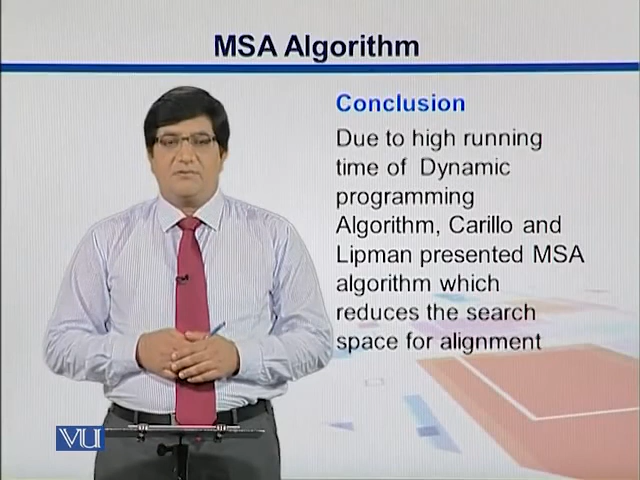 MSA Algorithm
Conclusion
Due to high running
time of Dynamic
programming
Algorithm, Carillo and
Lipman presented MSA
algorithm which
reduces the search
space for alignment
VU